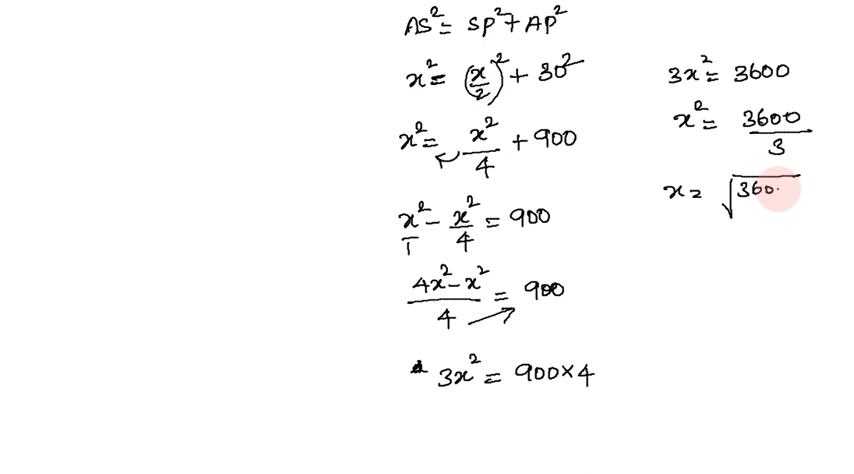 AS² = SP² + AP²
x² = (x/2)² + 30²
x² = x²/4 + 900
x²/1 - x²/4 = 900
4x² - x²/4 = 900
3x² = 900 × 4
3x² = 3600
x² = 3600/3
x = √360